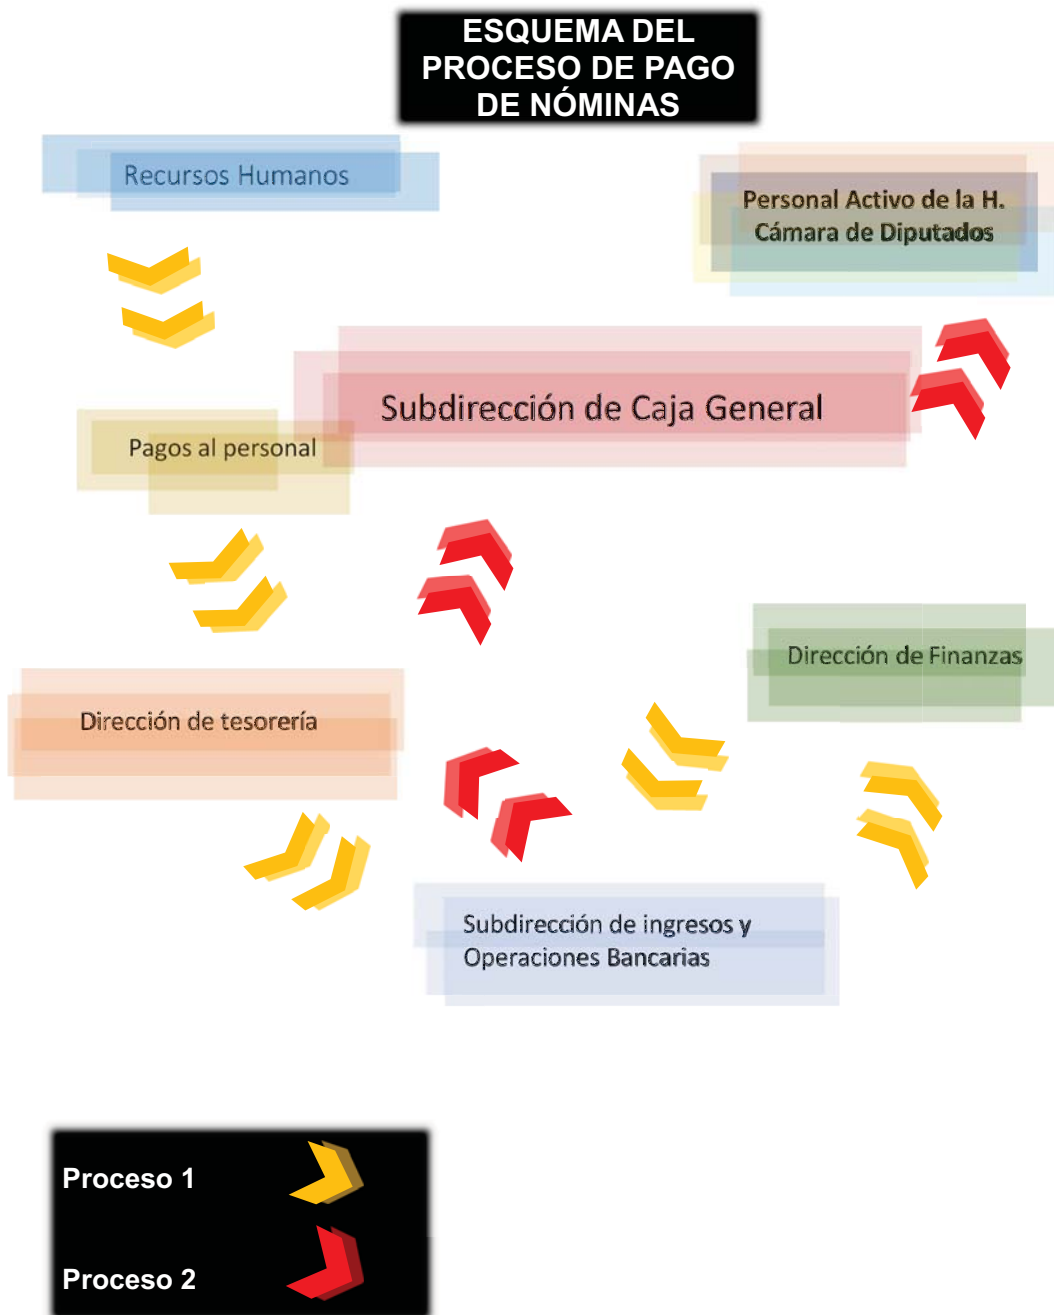 ESQUEMA DEL
PROCESO DE PAGO
DE NÓMINAS
Recursos Humanos
Personal Activo de la H.
Cámara de Diputados
Subdirección de Caja General
Pagos al personal
Dirección de Finanzas
Dirección de tesorería
Subdirección de ingresos y
Operaciones Bancarias
Proceso 1
Proceso 2